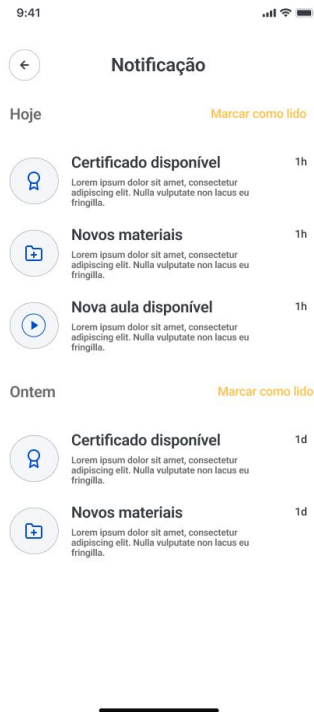 9:41
Notificação
Hoje
Marcar como lido
Certificado disponível
1h
Lorem ipsum dolor sit amet, consectetur
adipiscing elit. Nulla vulputate non lacus eu
fringilla.
Novos materiais
1h
Lorem ipsum dolor sit amet, consectetur
adipiscing elit. Nulla vulputate non lacus eu
fringilla.
Nova aula disponível
1h
Lorem ipsum dolor sit amet, consectetur
adipiscing elit. Nulla vulputate non lacus eu
fringilla.
Ontem
Marcar como lido
Certificado disponível
1d
Lorem ipsum dolor sit amet, consectetur
adipiscing elit. Nulla vulputate non lacus eu
fringilla.
Novos materiais
1d
Lorem ipsum dolor sit amet, consectetur
adipiscing elit. Nulla vulputate non lacus eu
fringilla.